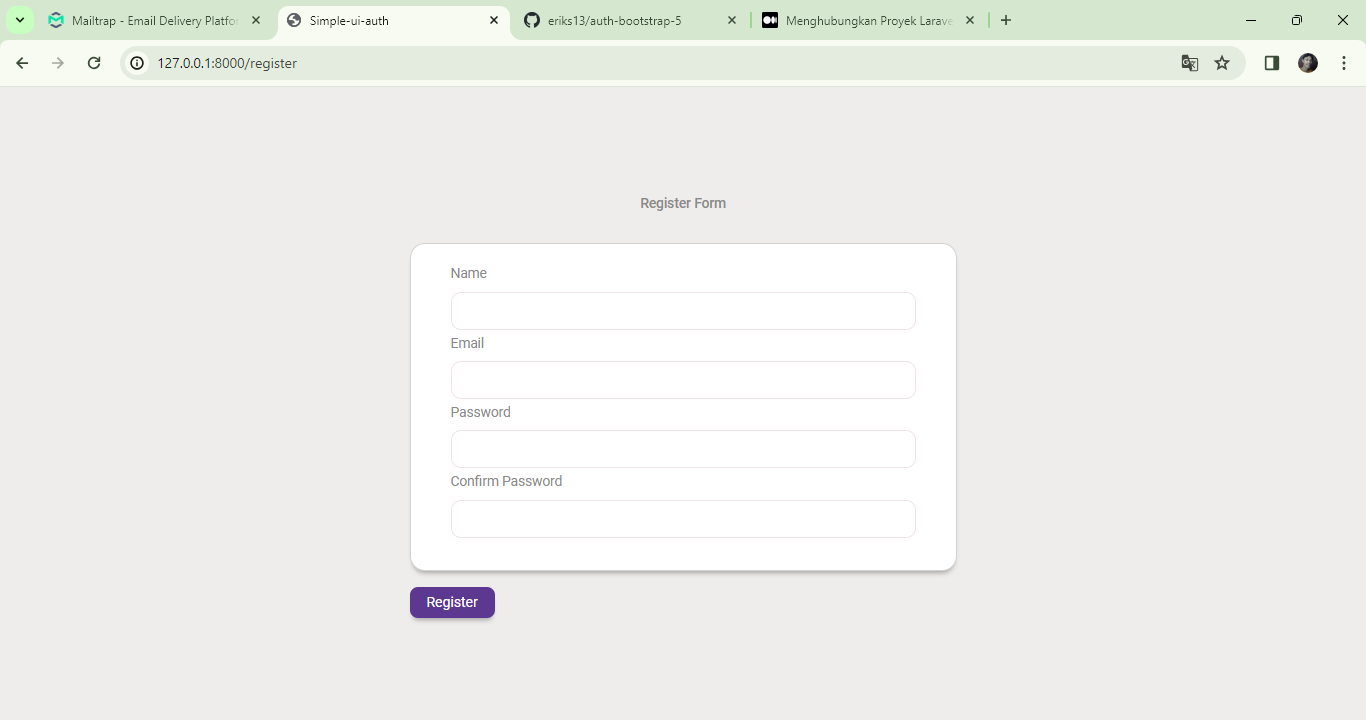 Mailtrap - Email Delivery Platfo
Simple-ui-auth
eriks13/auth-bootstrap-5
Menghubungkan Proyek Larave
127.0.0.1:8000/register
Register Form
Name
Email
Password
Confirm Password
Register